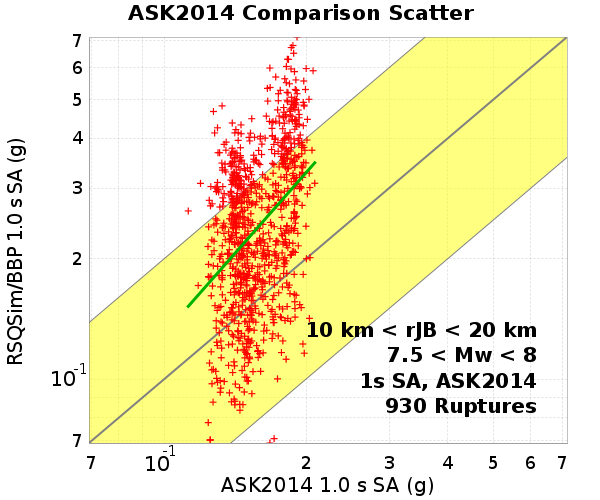 ASK2014 Comparison Scatter
RSQSim/BBP 1.0 s SA (g)
7
6
5
4
3
2
10-1
7
10 km < rJB < 20 km
7.5 < Mw < 8
1s SA, ASK2014
930 Ruptures
7 10-1 2 3 4 5 6 7
ASK2014 1.0 s SA (g)